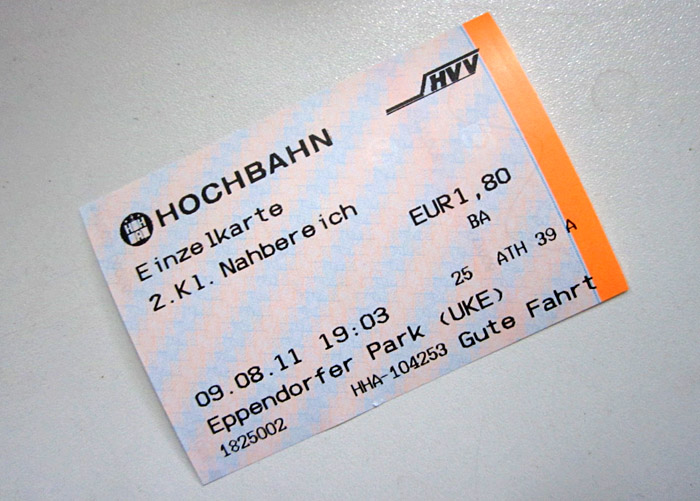 HVV
HOCHBAHN
Einzelkarte
2.Kl. Nahbereich
EUR1,80
BA
09.08.11 19:03
25 ATH 39 A
Eppendorfer Park (UKE)
1825002 HHA-104253 Gute Fahrt